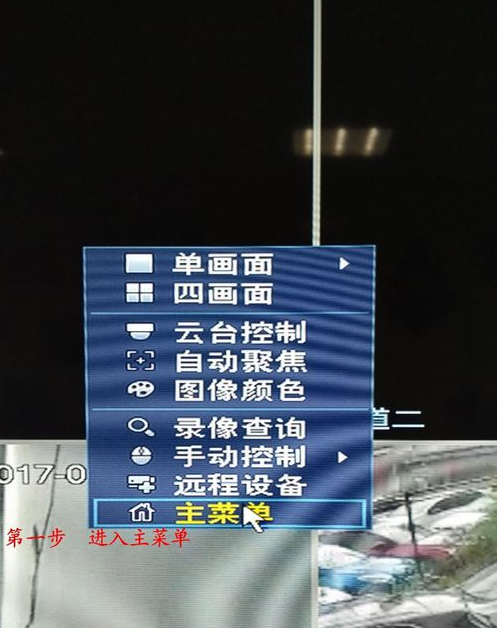 单画面
四画面
云台控制
自动聚焦
图像颜色
录像查询
道二
手动控制
017-0
远程设备
主菜单
第一步 进入主菜单